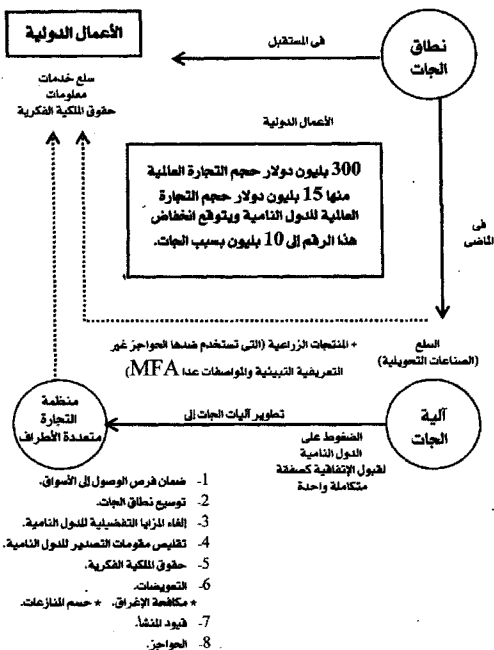 نطاق
الجات
فى المستقبل
الأعمال الدولية
سلع خدمات
معلومات
حقوق الملكية الفكرية
الأعمال الدولية
300 بليون دولار حجم التجارة العالمية
منها 15 بليون دولار حجم التجارة
العالمية للدول النامية ويتوقع انخفاض
هذا الرقم إلى 10 بليون بسبب الجات.
فى
الماضى
السلع
(الصناعات التحويلية)
+ المنتجات الزراعية (التى تستخدم ضدها الحواجز غير
التعريفية التبيئية والمواصفات عدا MFA)
آلية
الجات
تطوير آليات الجات إلى
منظمة
التجارة
متعددة الأطراف
الضغوط على
الدول النامية
لقبول الإتفاقية كصفقة
متكاملة واحدة
1- ضمان فرص الوصول إلى الأسواق.
2- توسيع نطاق الجات.
3- إلغاء المزايا التفضيلية للدول النامية.
4- تقليص مقومات التصدير للدول النامية.
5- حقوق الملكية الفكرية.
6- التعويضات.
* مكافحة الإغراق. * حسم المنازعات.
7- قيود المنشأ.
8- الحواجز.